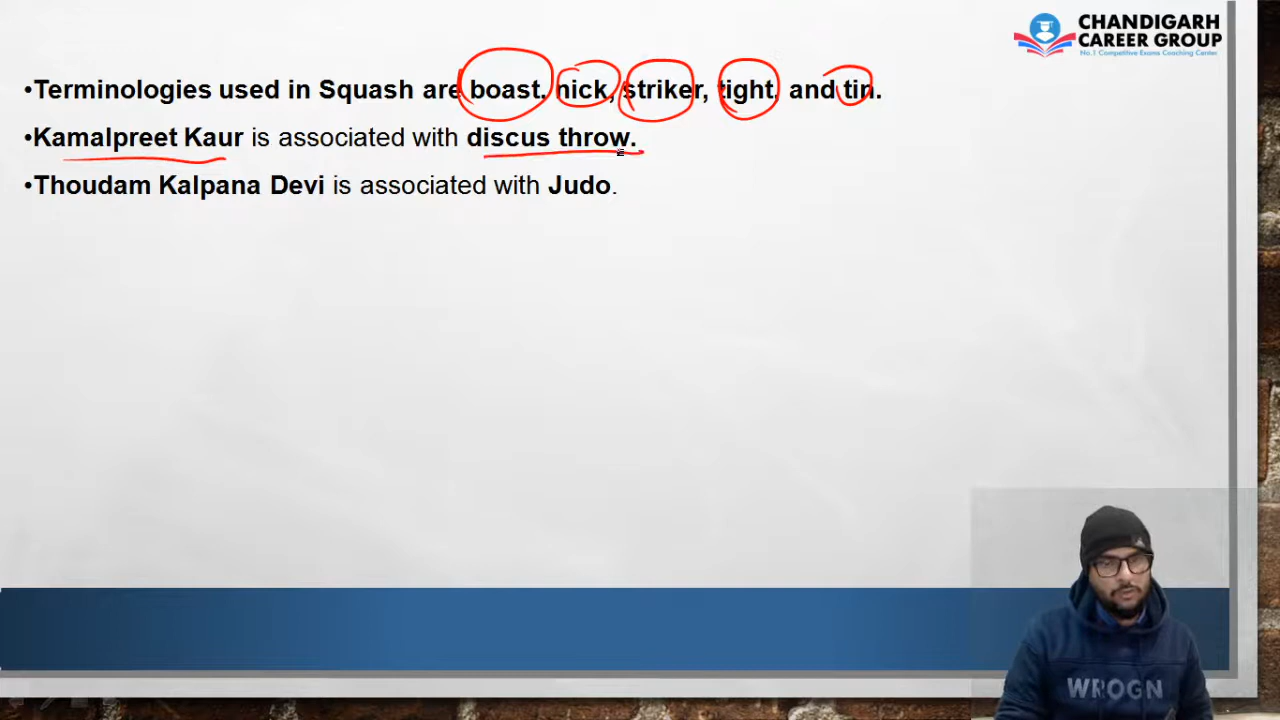 CHANDIGARH
CAREER GROUP
No.1 Competitive Exams Coaching Center
•Terminologies used in Squash are boast, nick, striker, tight, and tin.
•Kamalpreet Kaur is associated with discus throw.
•Thoudam Kalpana Devi is associated with Judo.
WROGN